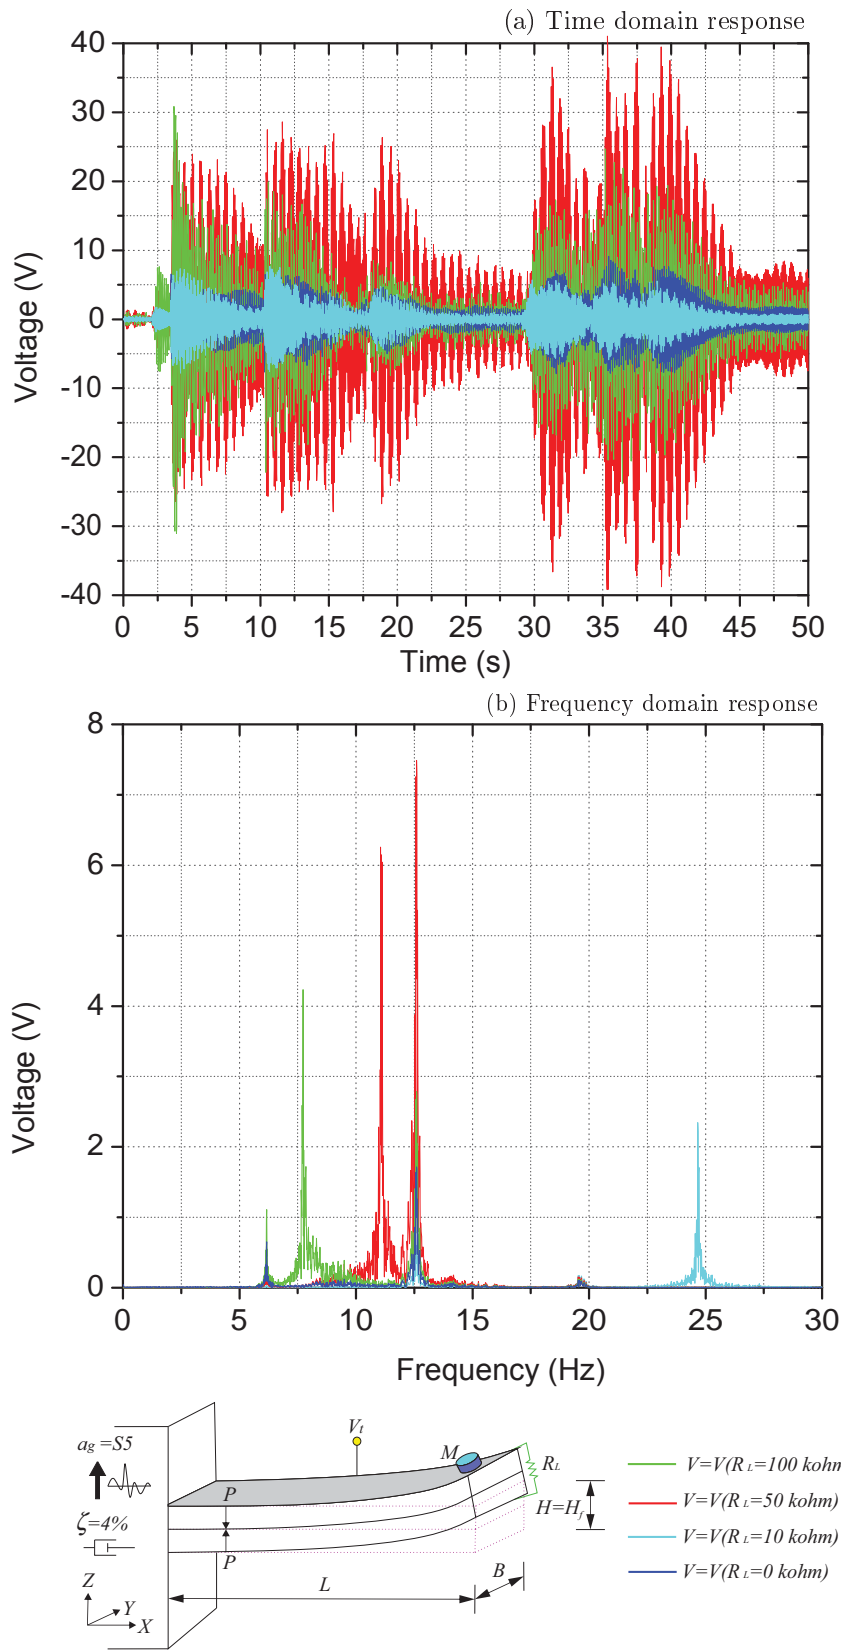 (a) Time domain response
40
30
20
10
0
-10
-20
-30
-40
Voltage (V)
0 5 10 15 20 25 30 35 40 45 50
Time (s)
(b) Frequency domain response
8
6
4
2
0
Voltage (V)
0 5 10 15 20 25 30
Frequency (Hz)
a_g =S5
ζ=4%
Z
Y
X
P
P
V_t
M
R_L
H=H_f
B
L
V=V(R_L=100 kohm
V=V(R_L=50 kohm)
V=V(R_L=10 kohm)
V=V(R_L=0 kohm)